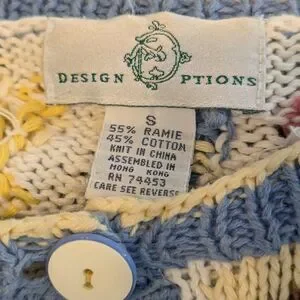 DESIGN OPTIONS
S
55% RAMIE
45% COTTON
KNIT IN CHINA
ASSEMBLED IN
HONG KONG
RN 74453
CARE SEE REVERSE